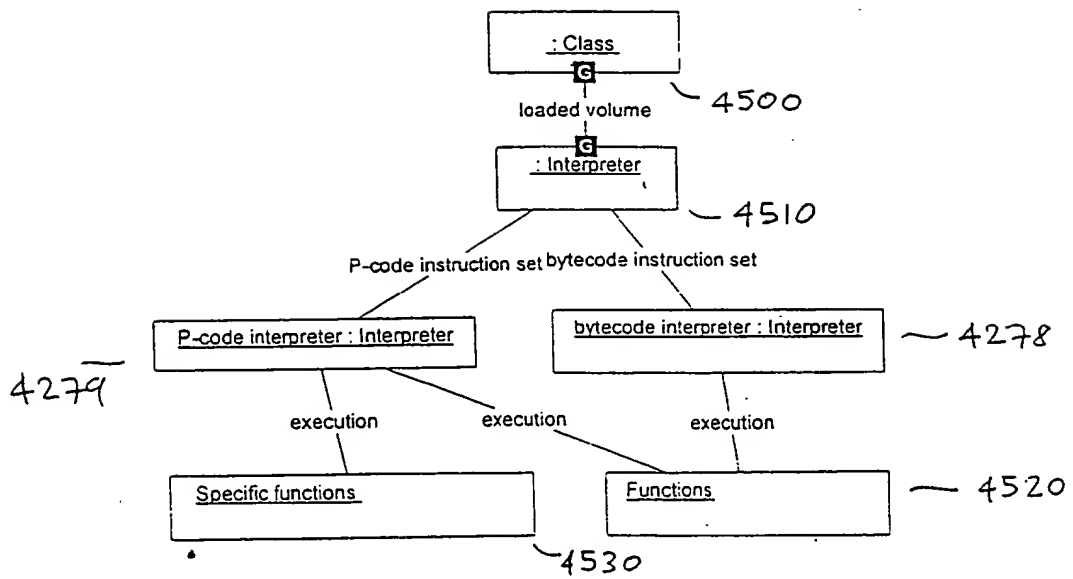 : Class
G
4500
loaded volume
G
: Interpreter
4510
P-code instruction set
bytecode instruction set
P-code interpreter : Interpreter
bytecode interpreter : Interpreter
4278
4279
execution
execution
execution
Specific functions
Functions
4520
4530